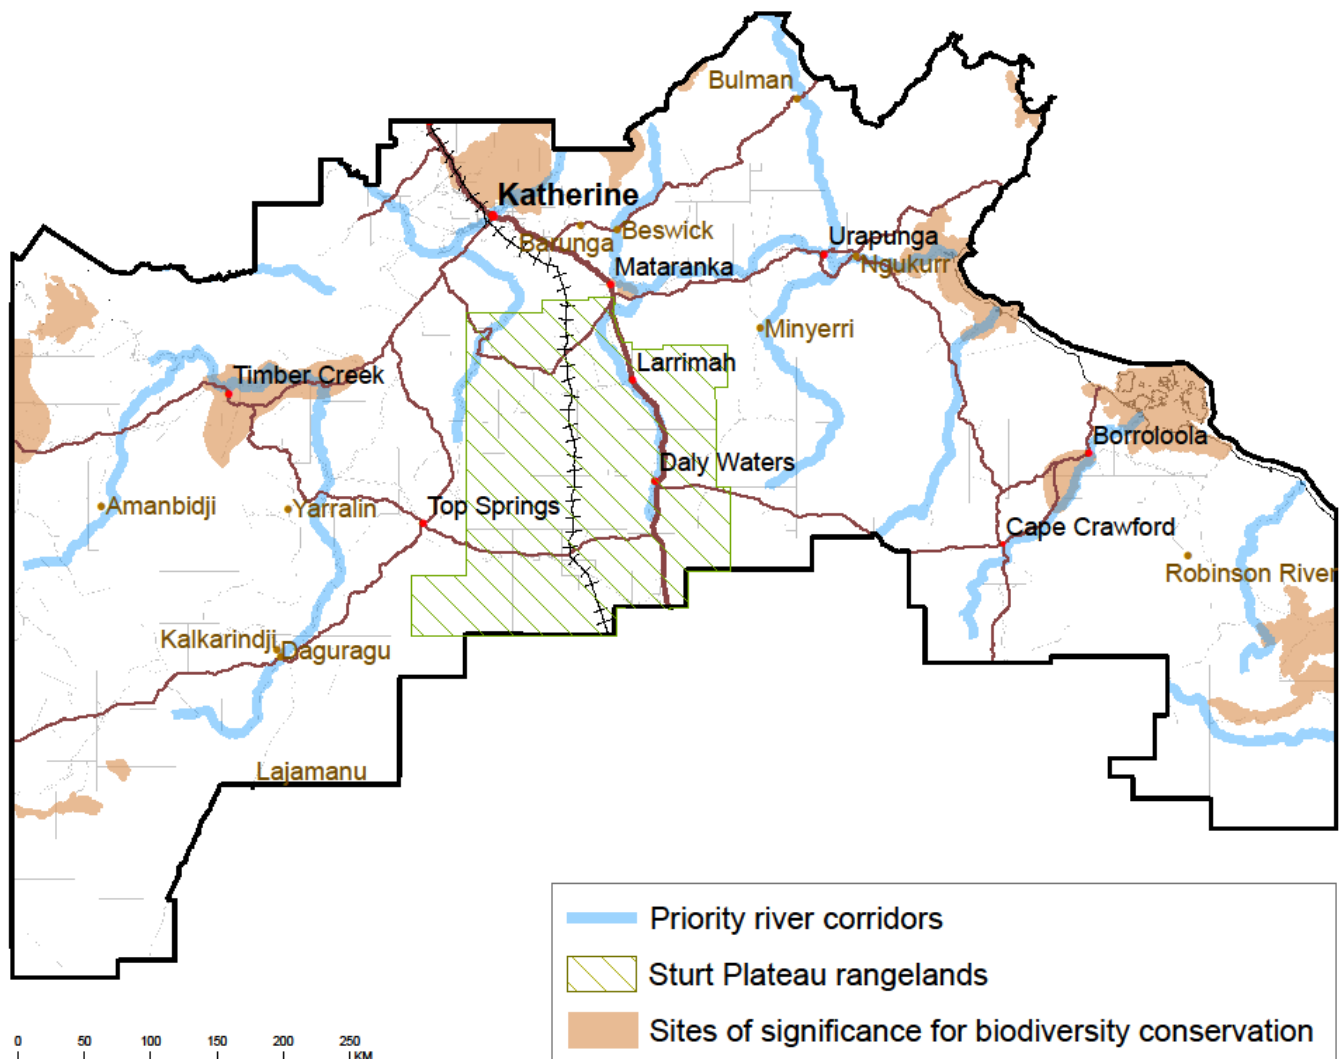 Bulman
Katherine
Barunga
Beswick
Urapunga
Ngukurr
Mataranka
Minyerri
Larrimah
Timber Creek
Borroloola
Daly Waters
Amanbidji
Yarralin
Top Springs
Cape Crawford
Robinson River
Kalkarindji
Daguragu
Lajamanu
Priority river corridors
Sturt Plateau rangelands
Sites of significance for biodiversity conservation
0 50 100 150 200 250
KM